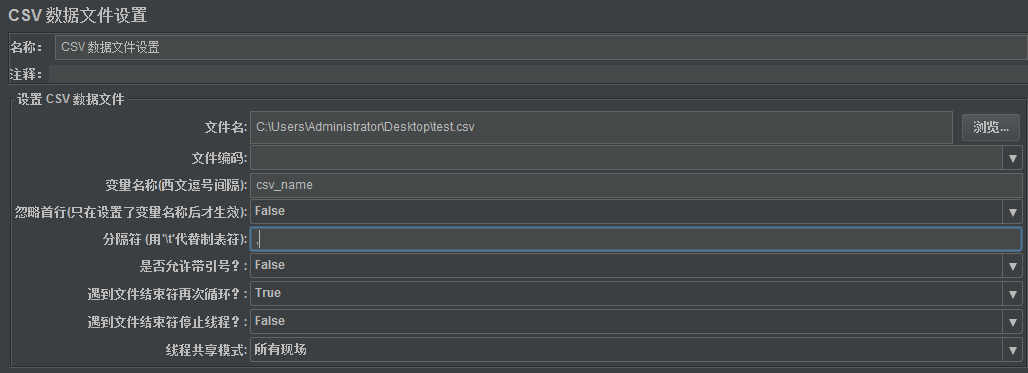 CSV 数据文件设置
名称: CSV 数据文件设置
注释:
设置 CSV 数据文件
文件名: C:\Users\Administrator\Desktop\test.csv 浏览...
文件编码:
变量名称(西文逗号间隔): csv_name
忽略首行(只在设置了变量名称后才生效): False
分隔符 (用'\t'代替制表符): ,
是否允许带引号?: False
遇到文件结束符再次循环?: True
遇到文件结束符停止线程?: False
线程共享模式: 所有现场